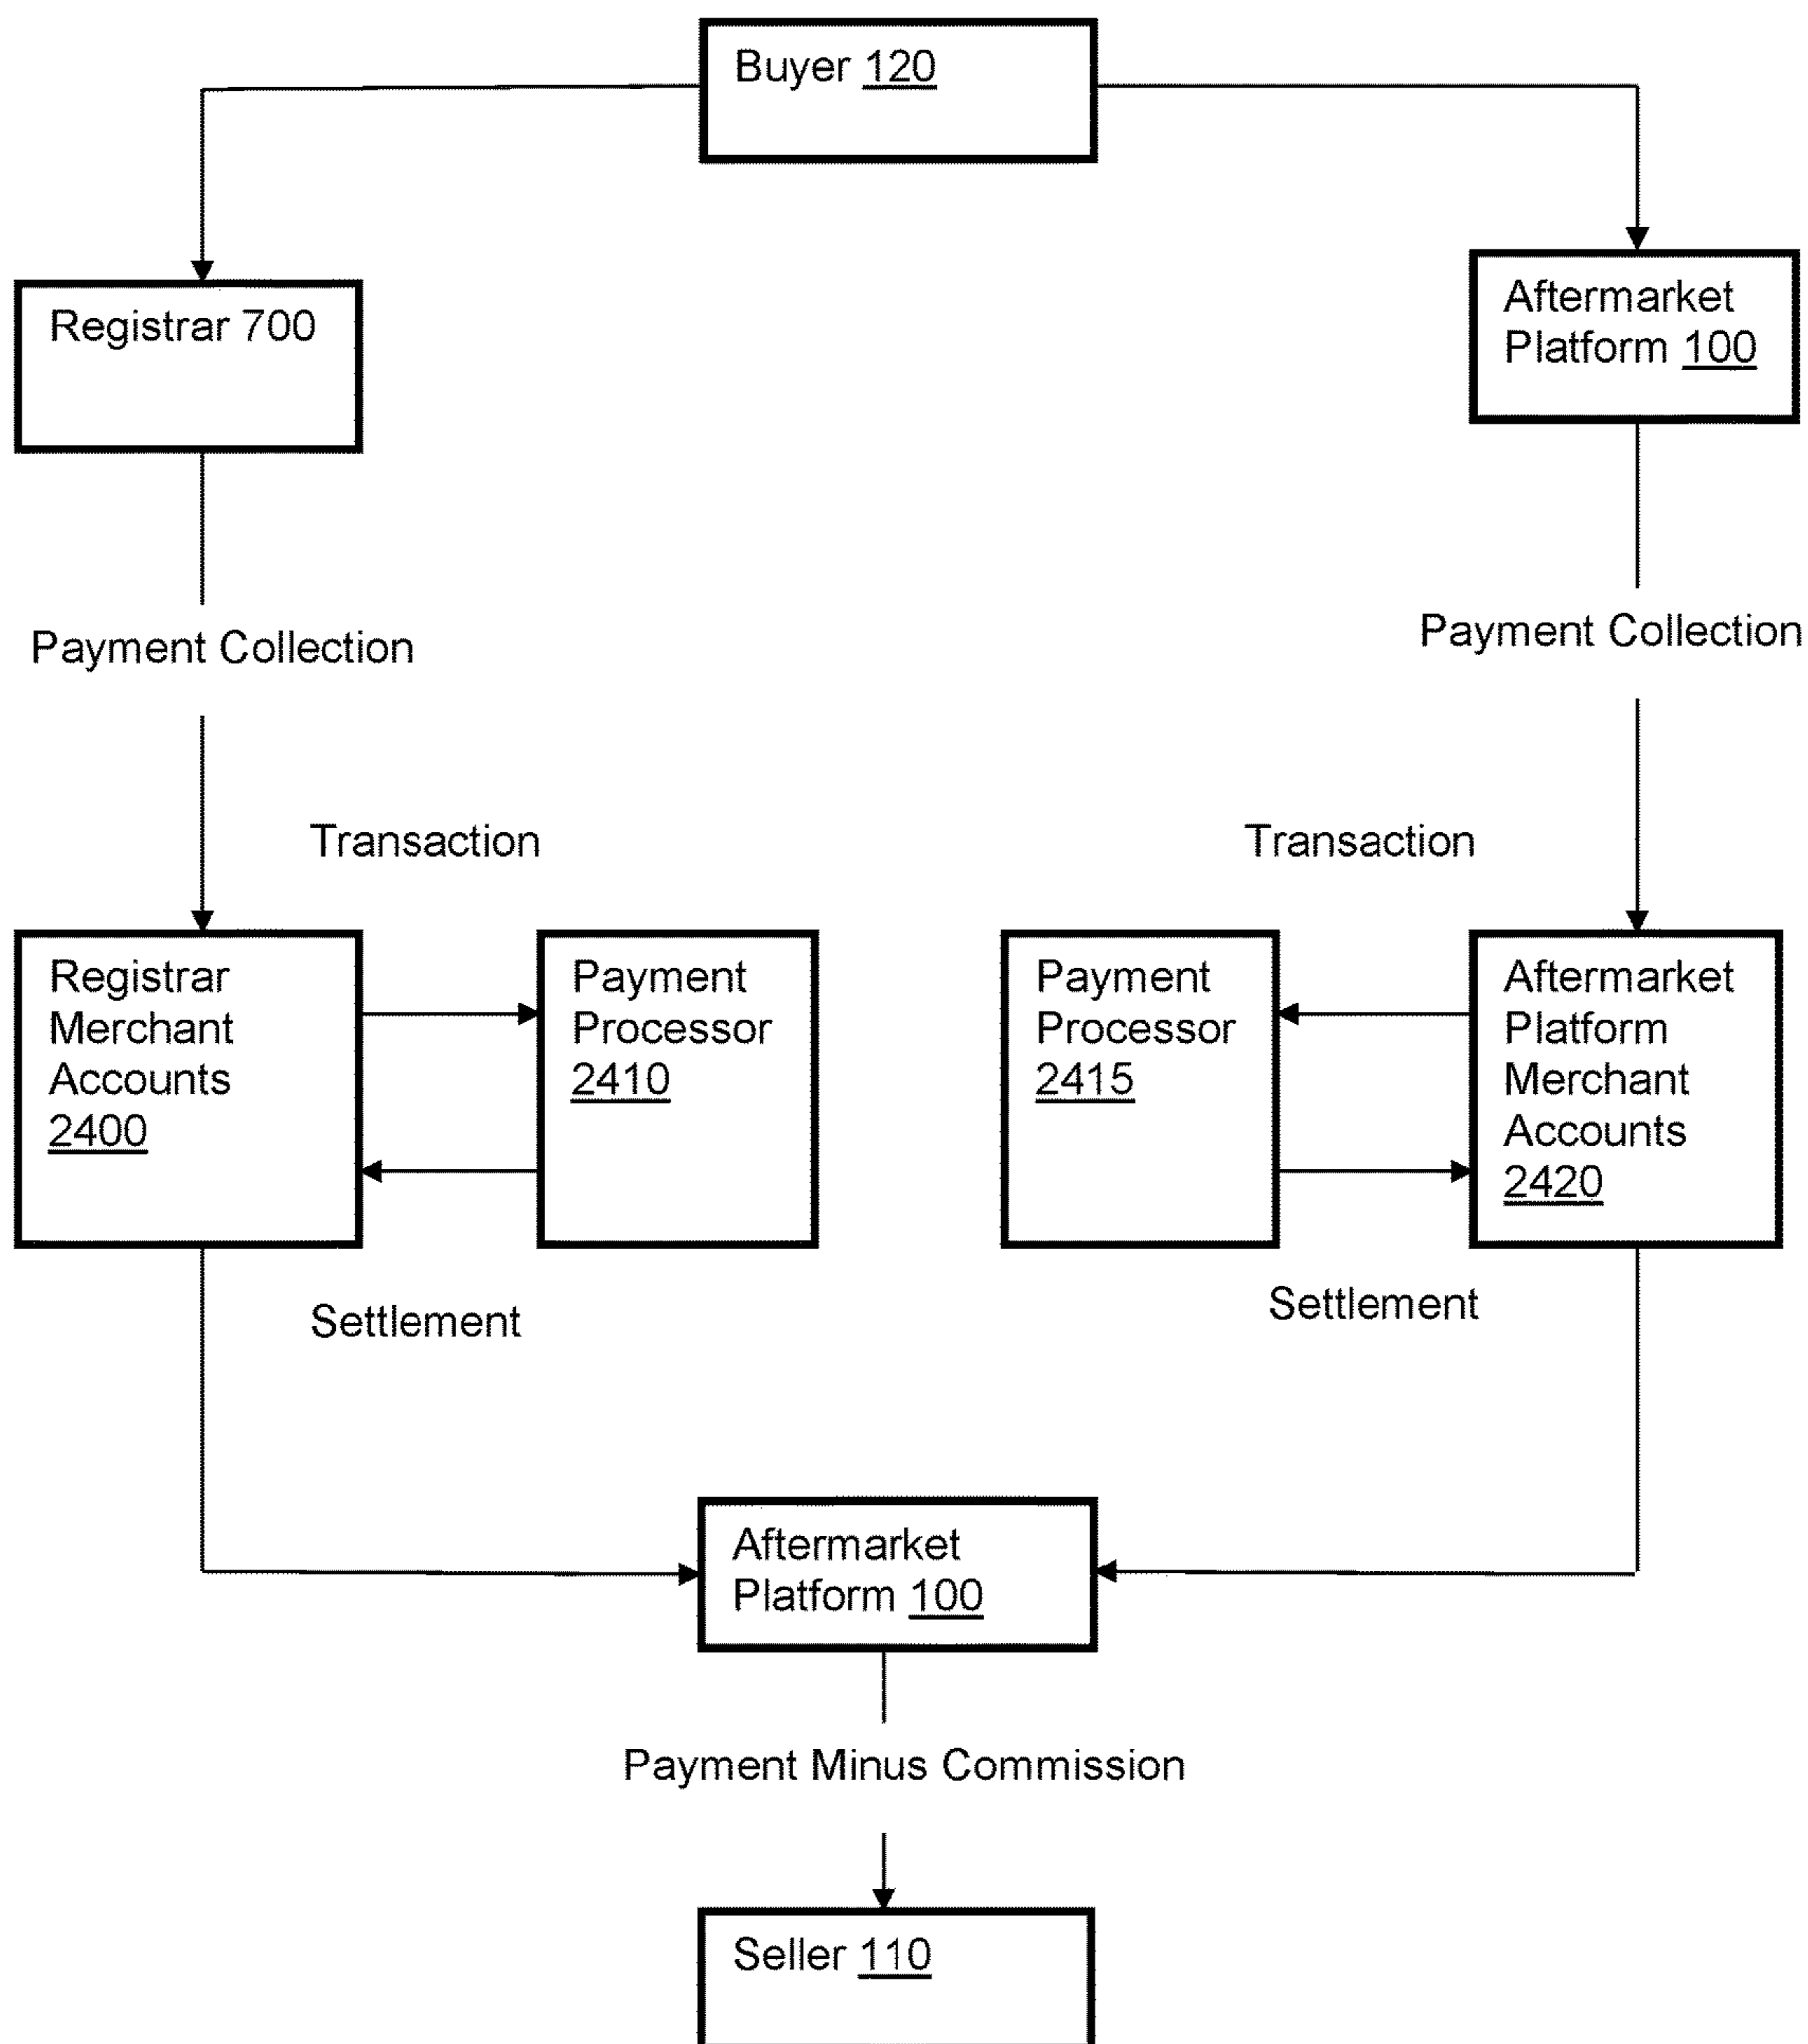 Buyer 120
Registrar 700
Aftermarket
Platform 100
Payment Collection
Payment Collection
Transaction
Transaction
Registrar
Merchant
Accounts
2400
Payment
Processor
2410
Payment
Processor
2415
Aftermarket
Platform
Merchant
Accounts
2420
Settlement
Settlement
Aftermarket
Platform 100
Payment Minus Commission
Seller 110